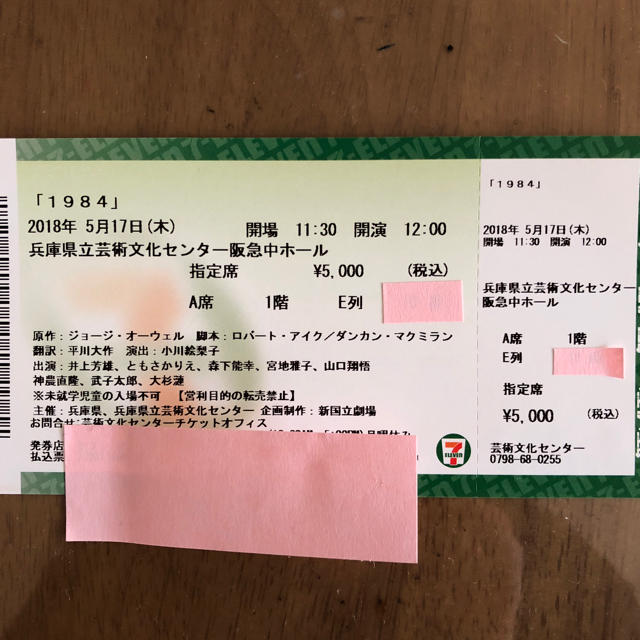 「1984」
2018年 5月17日(木) 開場 11:30 開演 12:00
兵庫県立芸術文化センター阪急中ホール
指定席 ¥5,000 (税込)
A席 1階 E列
原作：ジョージ・オーウェル 脚本：ロバート・アイク／ダンカン・マクミラン
翻訳：平川大作 演出：小川絵梨子
出演：井上芳雄、ともさかりえ、森下能幸、宮地雅子、山口翔悟
神農直隆、武子太郎、大杉漣
※未就学児童の入場不可 【営利目的の転売禁止】
主催：兵庫県、兵庫県立芸術文化センター 企画制作：新国立劇場
お問合せ:芸術文化センターチケットオフィス
発券店
払込票
7
ELEVEN
「1984」
2018年 5月17日(木)
開場 11:30 開演 12:00
兵庫県立芸術文化センター
阪急中ホール
A席 1階
E列
指定席
¥5,000 (税込)
芸術文化センター
0798-68-0255
7-ELEVEN